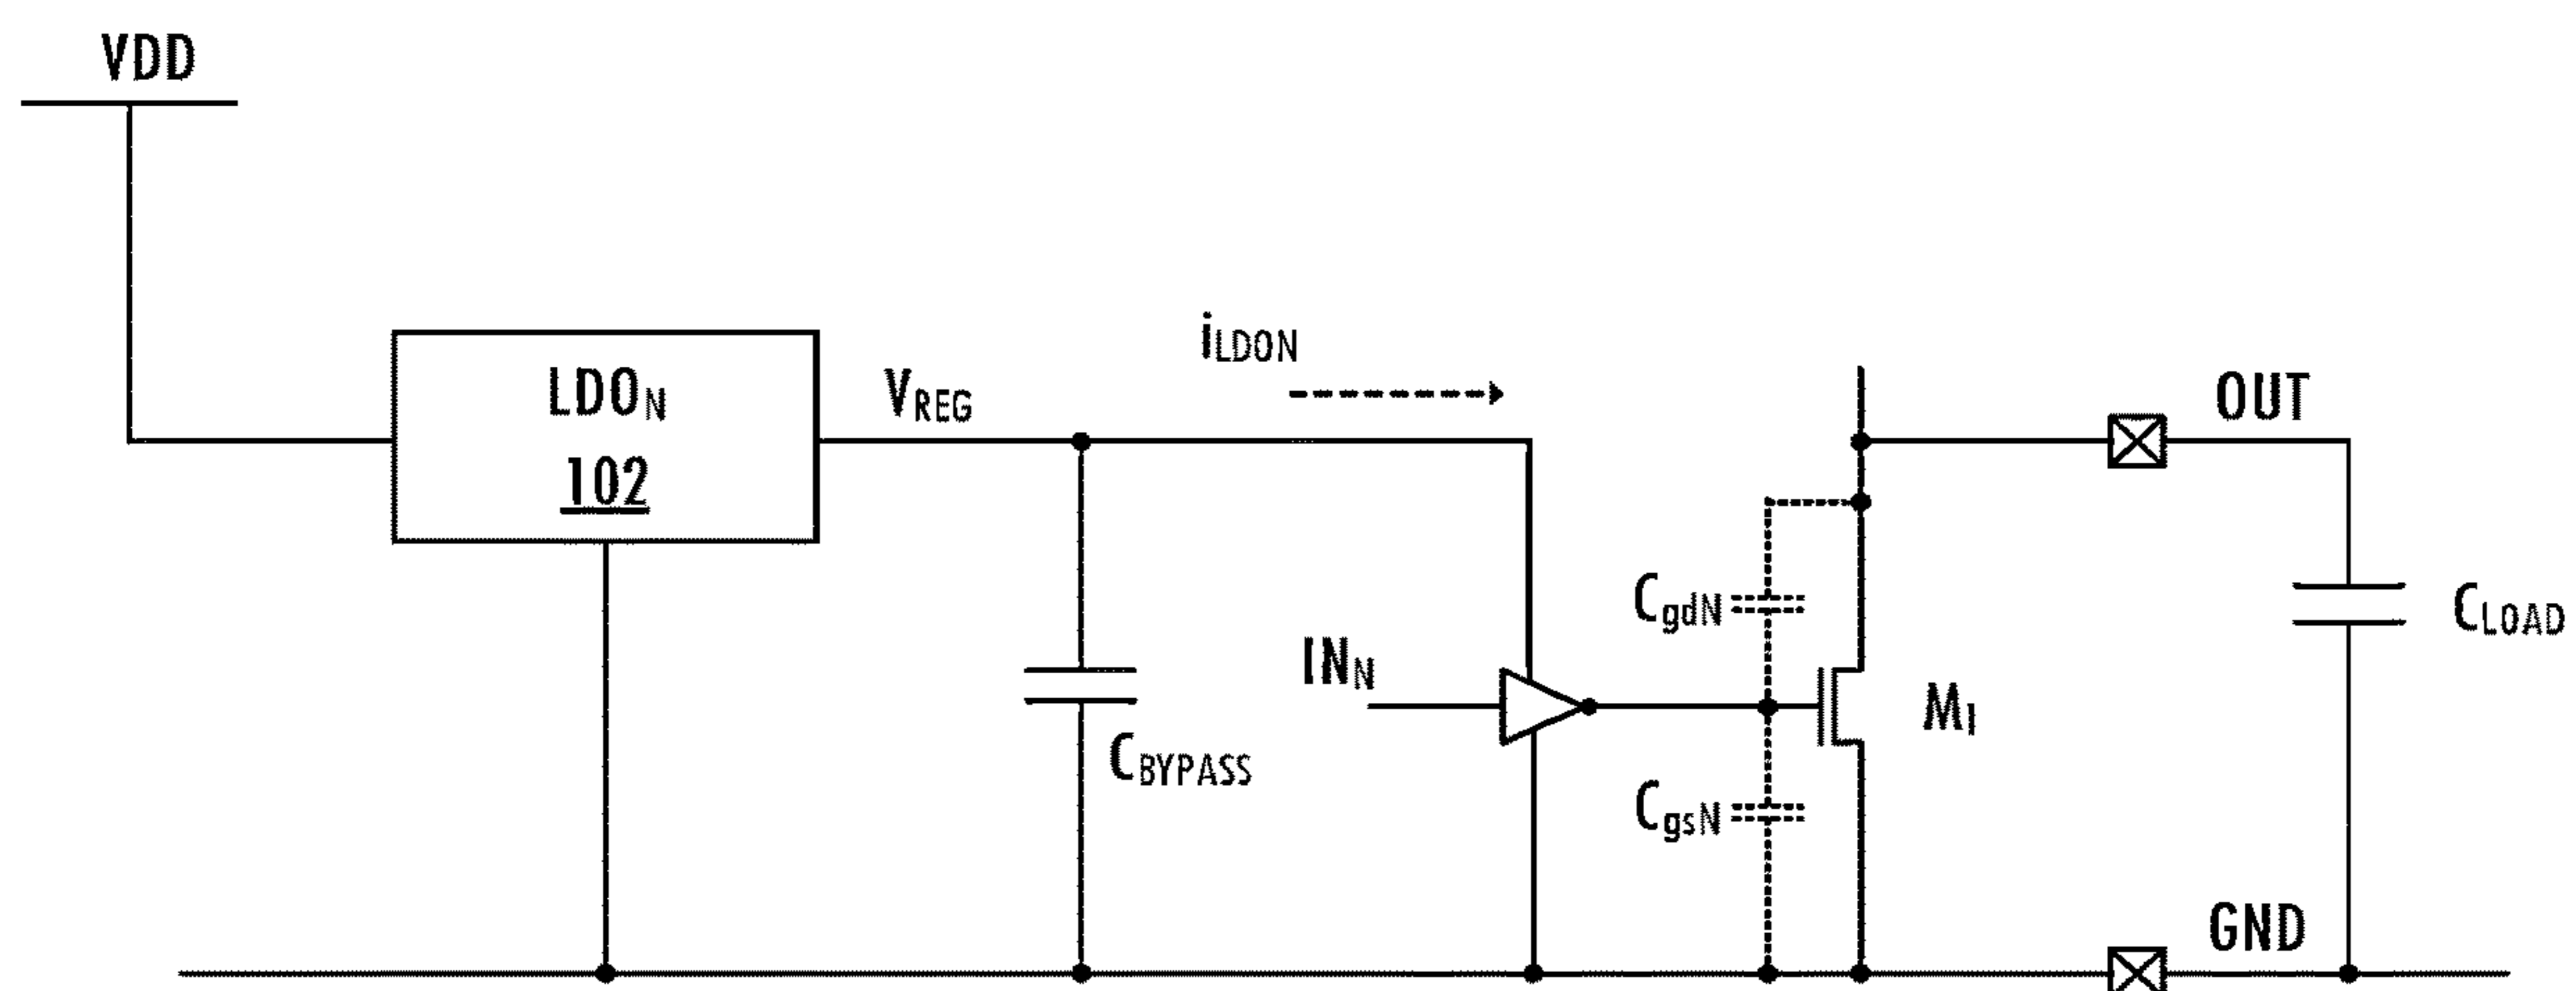 VDD
LDON
102
VREG
iLDON
OUT
CgdN
CLOAD
INN
M1
CBYPASS
CgsN
GND